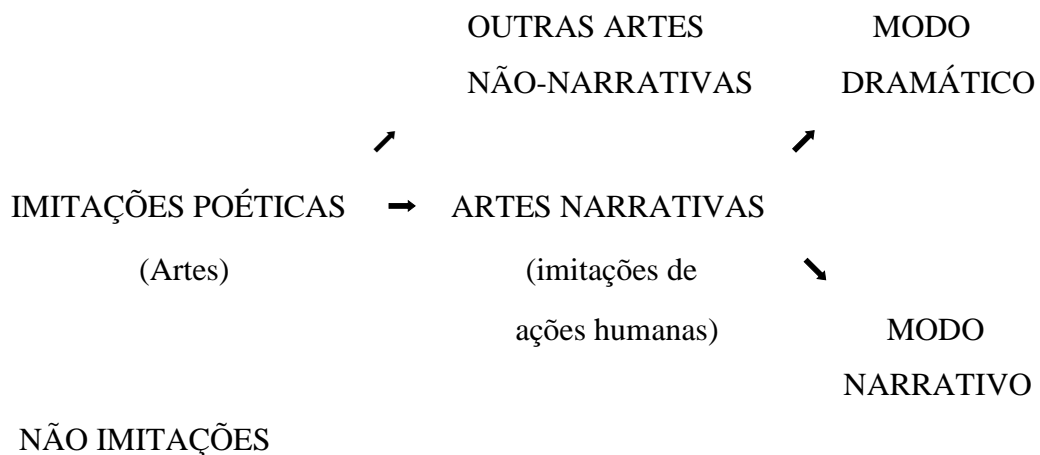 OUTRAS ARTES MODO
NÃO-NARRATIVAS DRAMÁTICO
IMITAÇÕES POÉTICAS ARTES NARRATIVAS
(Artes) (imitações de
ações humanas) MODO
NARRATIVO
NÃO IMITAÇÕES